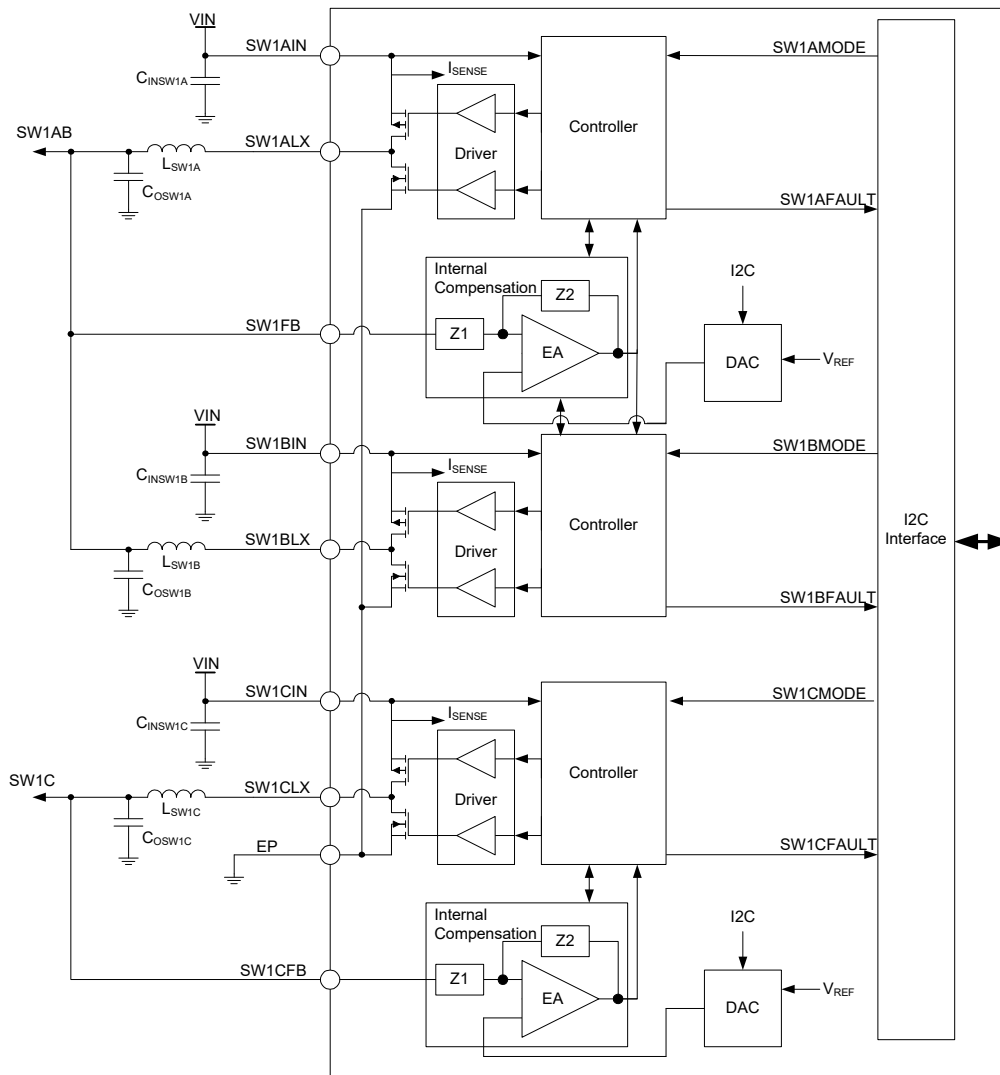 VIN
SW1AIN
SW1AMODE
ISENSE
CINSW1A
Controller
SW1AB
SW1ALX
Driver
LSW1A
COSW1A
SW1AFAULT
Internal
Compensation
Z2
I2C
SW1FB
Z1
EA
DAC
VREF
VIN
SW1BIN
SW1BMODE
ISENSE
CINSW1B
Controller
I2C
Interface
SW1BLX
Driver
LSW1B
COSW1B
SW1BFAULT
VIN
SW1CIN
SW1CMODE
ISENSE
CINSW1C
Controller
SW1C
SW1CLX
Driver
LSW1C
COSW1C
EP
SW1CFAULT
Internal
Compensation
Z2
I2C
SW1CFB
Z1
EA
DAC
VREF